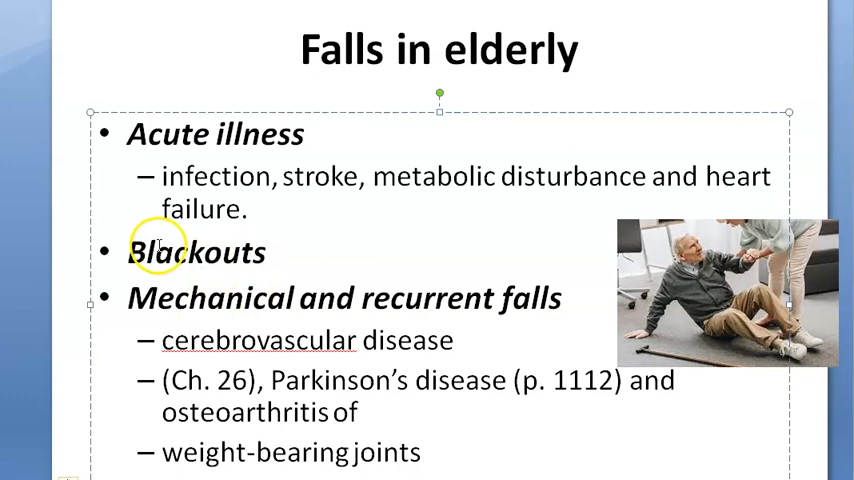 Falls in elderly
• Acute illness
– infection, stroke, metabolic disturbance and heart
failure.
• Blackouts
• Mechanical and recurrent falls
– cerebrovascular disease
– (Ch. 26), Parkinson’s disease (p. 1112) and
osteoarthritis of
– weight-bearing joints